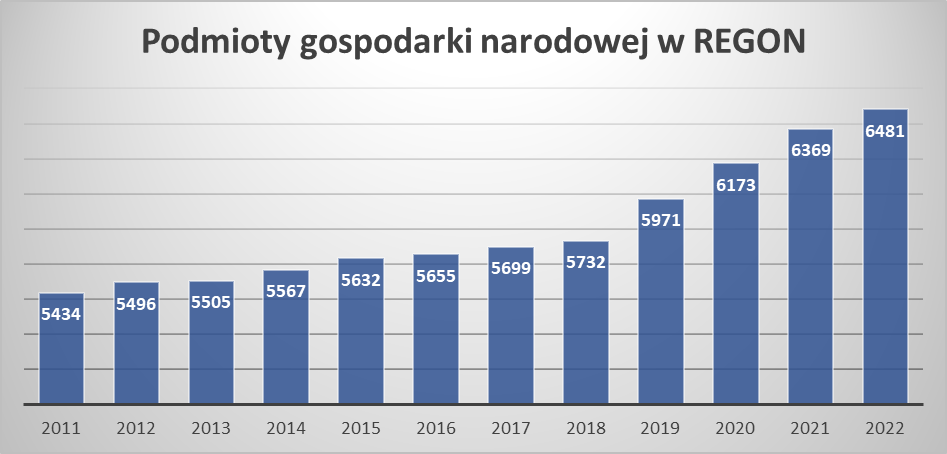 Podmioty gospodarki narodowej w REGON
5434 5496 5505 5567 5632 5655 5699 5732 5971 6173 6369 6481
2011 2012 2013 2014 2015 2016 2017 2018 2019 2020 2021 2022